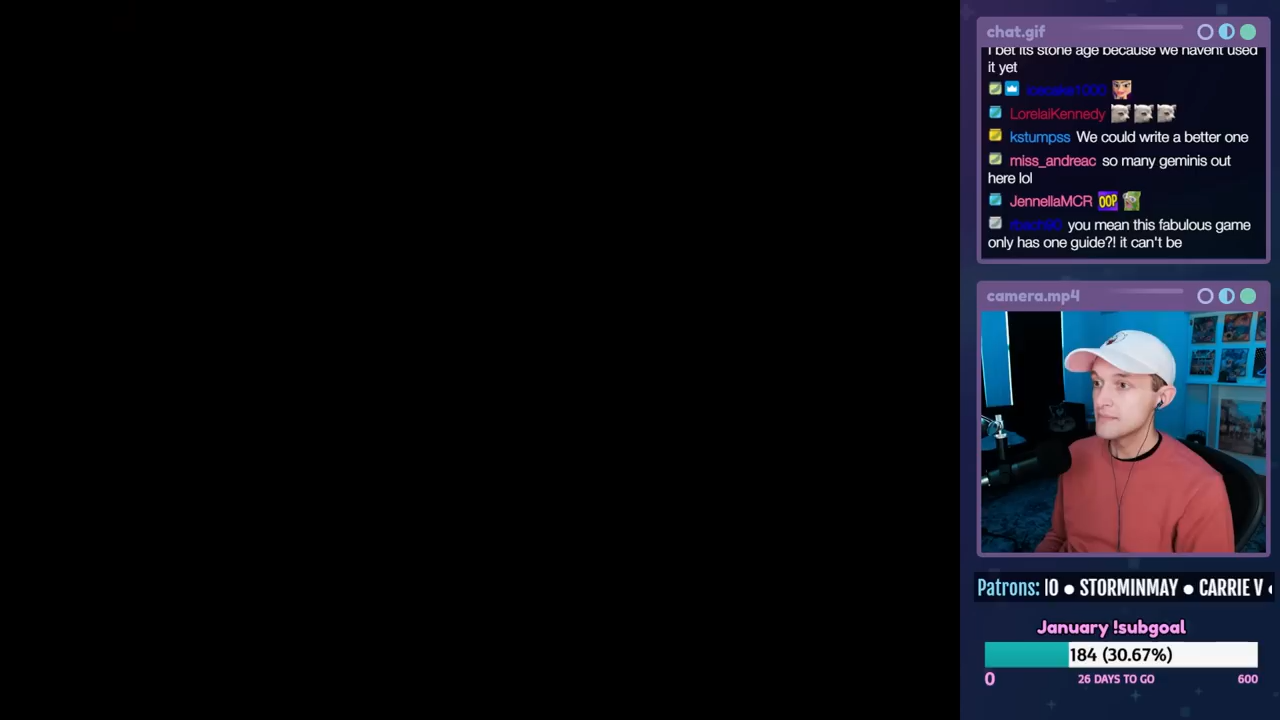 chat.gif
I bet its stone age because we havent used
it yet
icecake1000
LorelaiKennedy
kstumpss We could write a better one
miss_andreac so many geminis out
here lol
JennellaMCR OOP
you mean this fabulous game
only has one guide?! it can't be
camera.mp4
Patrons: IO ● STORMINMAY ● CARRIE V
January !subgoal
184 (30.67%)
0 26 DAYS TO GO 600